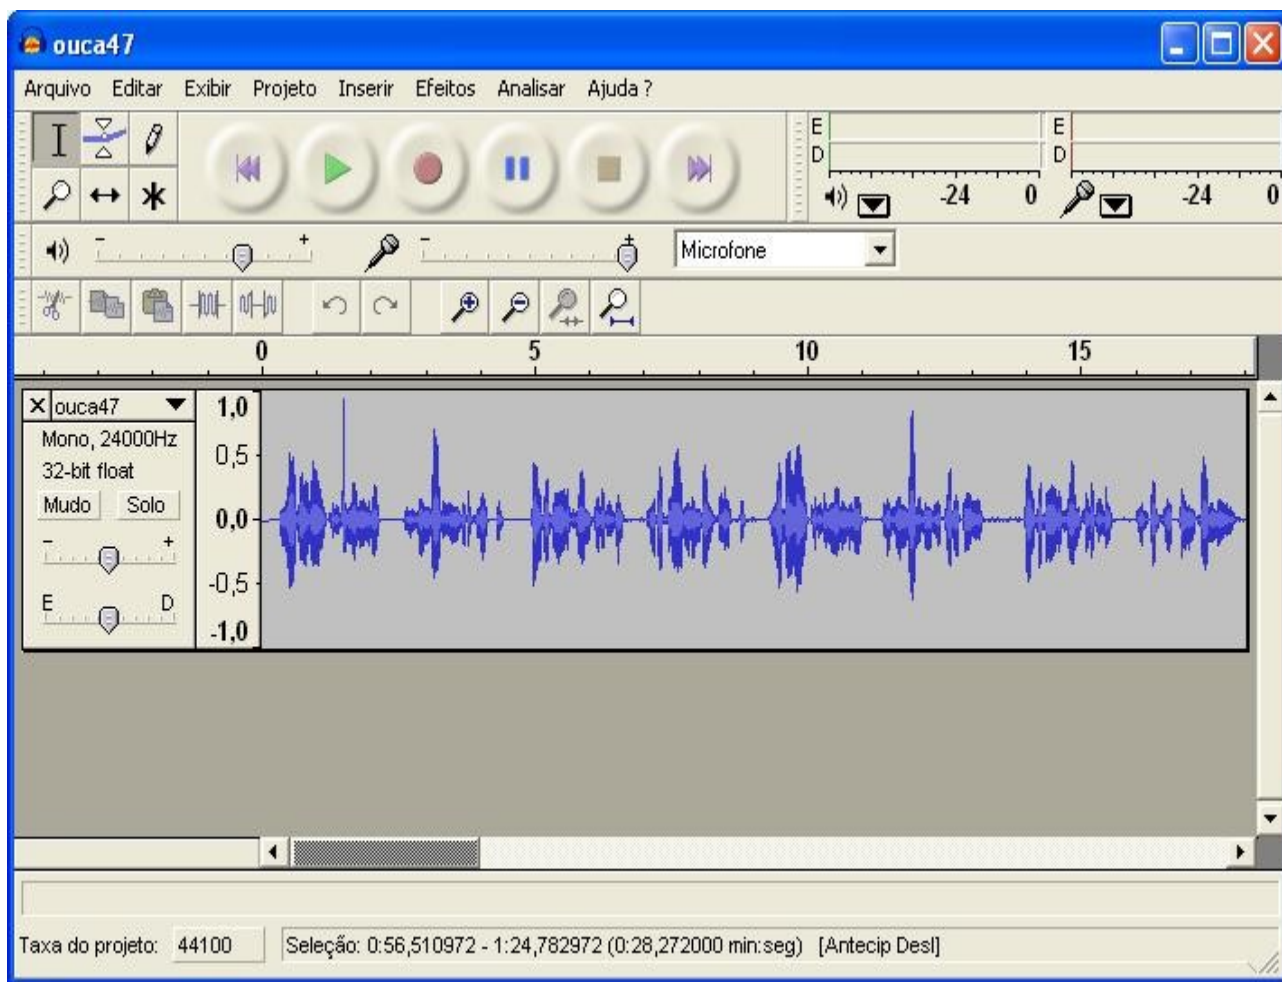 ouca47
Arquivo Editar Exibir Projeto Inserir Efeitos Analisar Ajuda ?
E E
D D
-24 0 -24 0
- + - + Microfone
0 5 10 15
X ouca47 1,0
Mono, 24000Hz
32-bit float 0,5
Mudo Solo 0,0
- +
-0,5
E D
-1,0
Taxa do projeto: 44100 Seleção: 0:56,510972 - 1:24,782972 (0:28,272000 min:seg) [Antecip Desl]